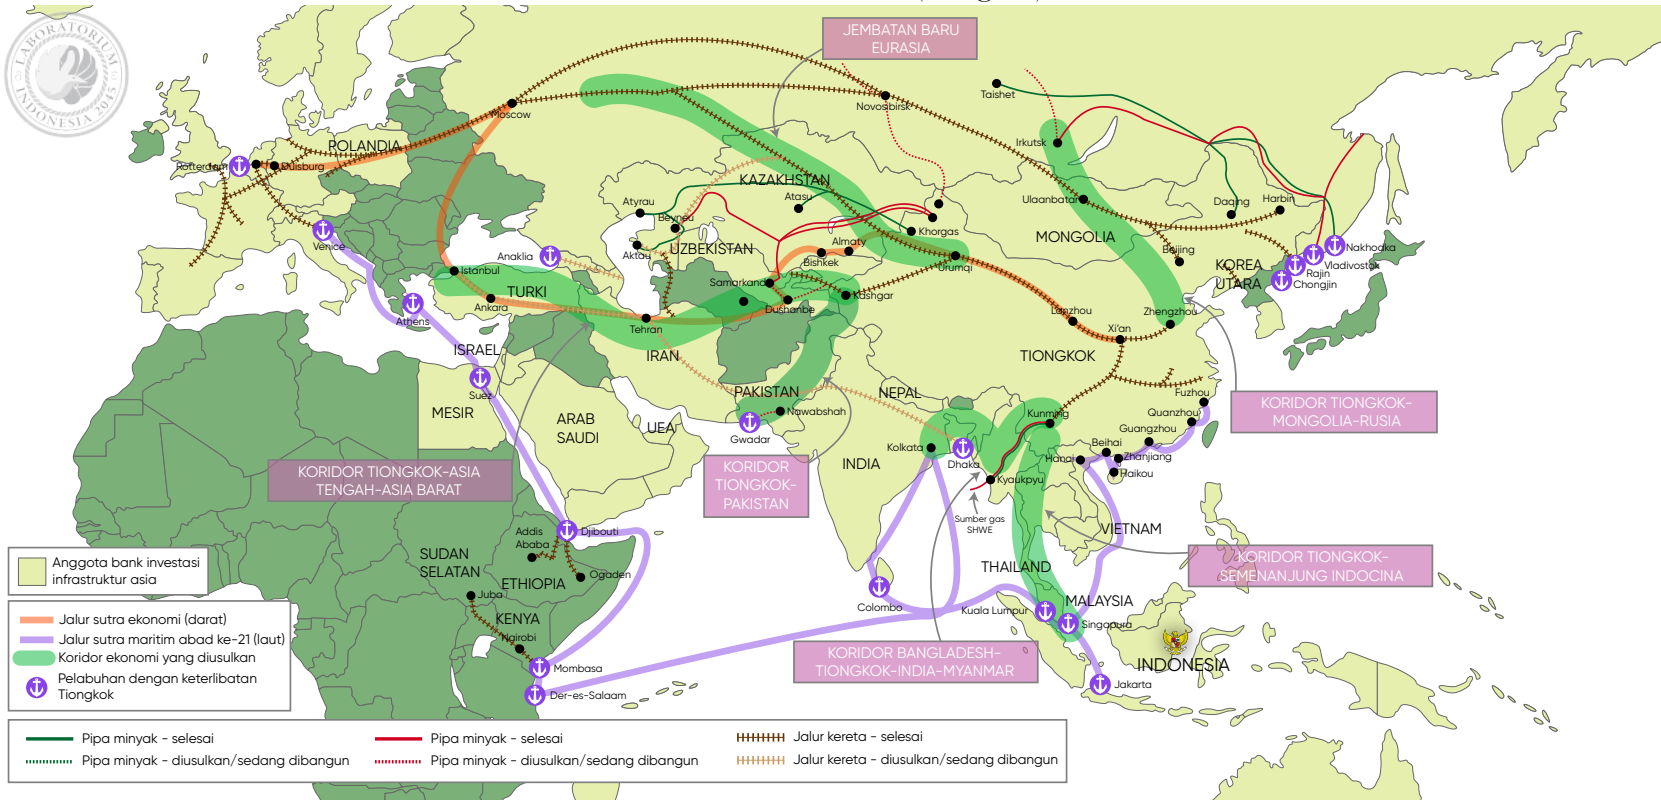 LABORATORIUM
INDONESIA 2045
JEMBATAN BARU
EURASIA
Moscow
Novosibirsk
Taishet
Irkutsk
POLANDIA
Rotterdam
Duisburg
KAZAKHSTAN
Atyrau
Atasu
Beyneu
Ulaanbatar
Daqing
Harbin
Venice
Khorgas
MONGOLIA
Anaklia
Aktau
UZBEKISTAN
Almaty
Bishkek
Urumqi
Beijing
Nakhodka
Vladivostok
KOREA
UTARA
Rajin
Chongjin
Istanbul
TURKI
Samarkand
Kashgar
Ankara
Dushanbe
Athens
Tehran
Lanzhou
Zhengzhou
Xi'an
ISRAEL
IRAN
TIONGKOK
Suez
MESIR
PAKISTAN
NEPAL
Fuzhou
KORIDOR TIONGKOK-
MONGOLIA-RUSIA
ARAB
SAUDI
UEA
Nawabshah
Gwadar
Kunming
Quanzhou
Guangzhou
KORIDOR TIONGKOK-ASIA
TENGAH-ASIA BARAT
KORIDOR
TIONGKOK-
PAKISTAN
INDIA
Kolkata
Dhaka
Hanoi
Beihai
Zhanjiang
Haikou
Kyaukpyu
Sumber gas
SHWE
VIETNAM
Addis
Ababa
Djibouti
SUDAN
SELATAN
ETHIOPIA
Ogaden
KORIDOR TIONGKOK-
SEMENANJUNG INDOCINA
THAILAND
Juba
KENYA
Nairobi
Colombo
Kuala Lumpur
MALAYSIA
Singapura
Mombasa
Der-es-Salaam
KORIDOR BANGLADESH-
TIONGKOK-INDIA-MYANMAR
INDONESIA
Jakarta
Anggota bank investasi
infrastruktur asia
Jalur sutra ekonomi (darat)
Jalur sutra maritim abad ke-21 (laut)
Koridor ekonomi yang diusulkan
Pelabuhan dengan keterlibatan
Tiongkok
Pipa minyak - selesai
Pipa minyak - selesai
Jalur kereta - selesai
Pipa minyak - diusulkan/sedang dibangun
Pipa minyak - diusulkan/sedang dibangun
Jalur kereta - diusulkan/sedang dibangun